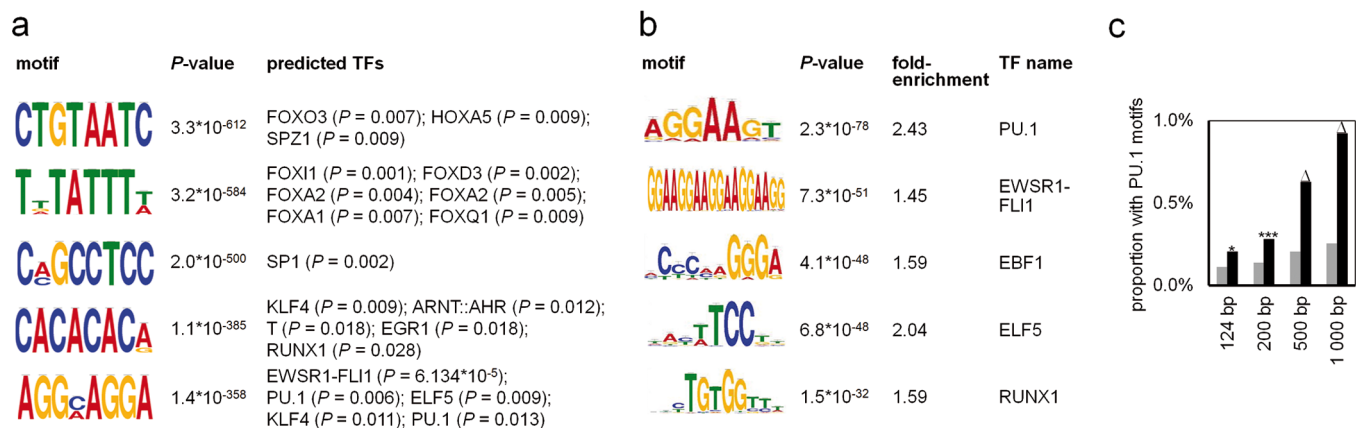 a
motif P-value predicted TFs
CTGTAATC 3.3*10-612 FOXO3 (P = 0.007); HOXA5 (P = 0.009);
SPZ1 (P = 0.009)
TTATTT 3.2*10-584 FOXI1 (P = 0.001); FOXD3 (P = 0.002);
FOXA2 (P = 0.004); FOXA2 (P = 0.005);
FOXA1 (P = 0.007); FOXQ1 (P = 0.009)
CAGCCTCC 2.0*10-500 SP1 (P = 0.002)
CACACACA 1.1*10-385 KLF4 (P = 0.009); ARNT::AHR (P = 0.012);
T (P = 0.018); EGR1 (P = 0.018);
RUNX1 (P = 0.028)
AGGCAGGA 1.4*10-358 EWSR1-FLI1 (P = 6.134*10-5);
PU.1 (P = 0.006); ELF5 (P = 0.009);
KLF4 (P = 0.011); PU.1 (P = 0.013)
b
motif P-value fold-
enrichment TF name
AGGAAGT 2.3*10-78 2.43 PU.1
GGAAGGAAGGAAGGAAGG 7.3*10-51 1.45 EWSR1-
FLI1
GGGA 4.1*10-48 1.59 EBF1
TTCC 6.8*10-48 2.04 ELF5
TGTGG 1.5*10-32 1.59 RUNX1
c
proportion with PU.1 motifs
1.0%
0.5%
0.0%
* *** Δ Δ
124 bp 200 bp 500 bp 1 000 bp